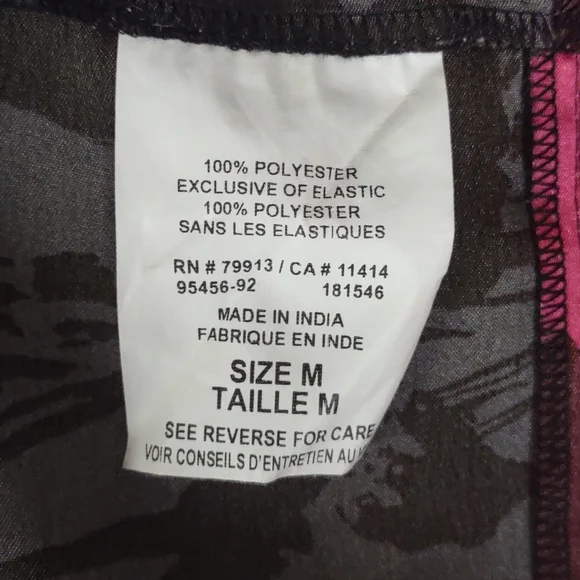 100% POLYESTER
EXCLUSIVE OF ELASTIC
100% POLYESTER
SANS LES ELASTIQUES
RN # 79913 / CA # 11414
95456-92 181546
MADE IN INDIA
FABRIQUE EN INDE
SIZE M
TAILLE M
SEE REVERSE FOR CARE
VOIR CONSEILS D'ENTRETIEN AU